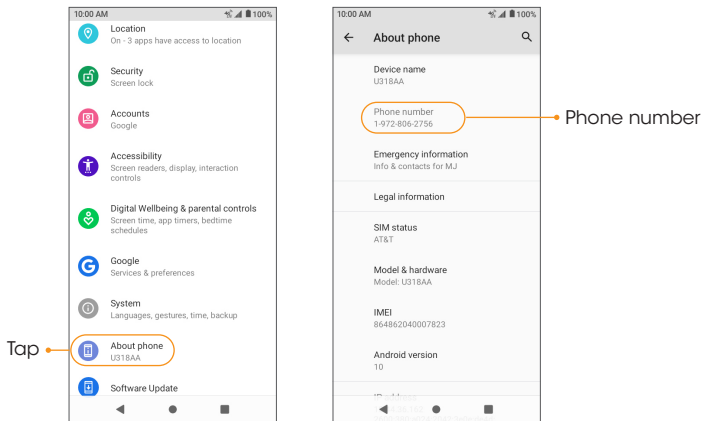 10:00 AM
100%
Location
On - 3 apps have access to location
Security
Screen lock
Accounts
Google
Accessibility
Screen readers, display, interaction
controls
Digital Wellbeing & parental controls
Screen time, app timers, bedtime
schedules
Google
Services & preferences
System
Languages, gestures, time, backup
Tap
About phone
U318AA
Software Update
10:00 AM
100%
About phone
Device name
U318AA
Phone number
1-972-806-2756
Phone number
Emergency information
Info & contacts for MJ
Legal information
SIM status
AT&T
Model & hardware
Model: U318AA
IMEI
864862040007823
Android version
10
IP address